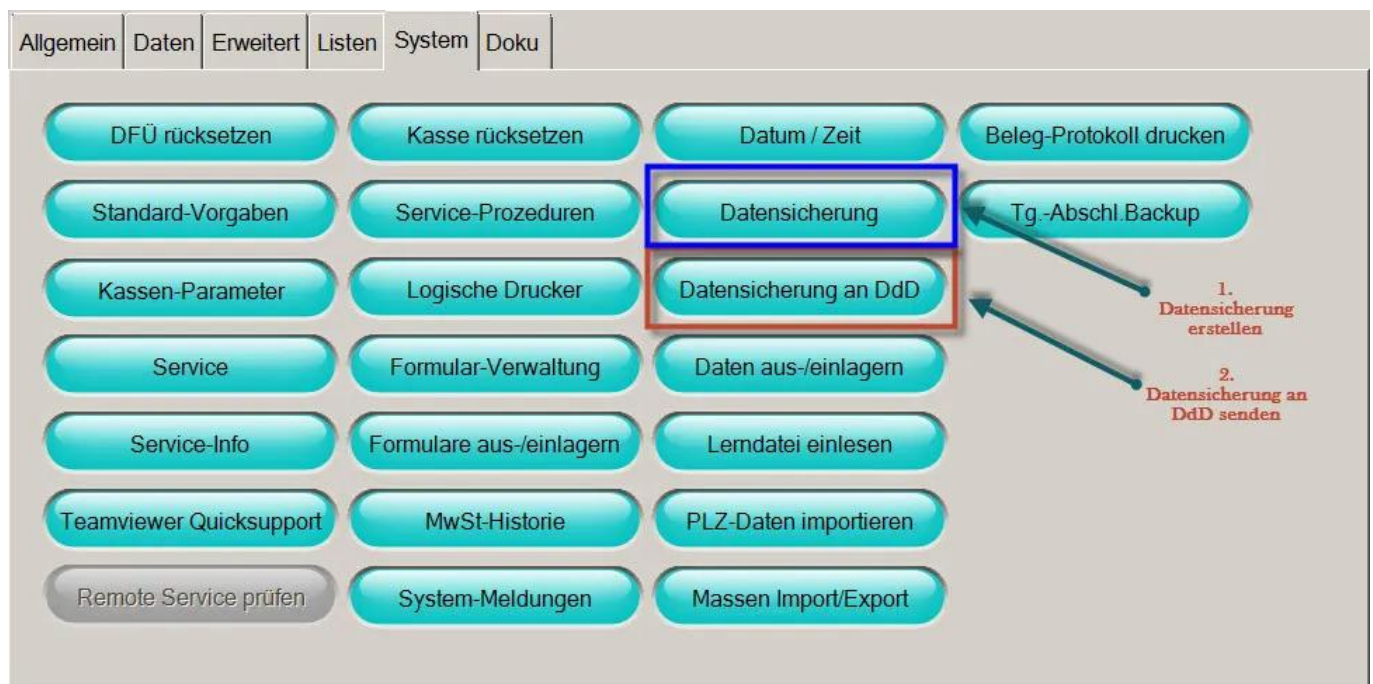 Allgemein Daten Erweitert Listen System Doku
DFÜ rücksetzen Kasse rücksetzen Datum / Zeit Beleg-Protokoll drucken
Standard-Vorgaben Service-Prozeduren Datensicherung Tg.-Abschl.Backup
Kassen-Parameter Logische Drucker Datensicherung an DdD
1.
Datensicherung
erstellen
Service Formular-Verwaltung Daten aus-/einlagern
2.
Datensicherung an
DdD senden
Service-Info Formulare aus-/einlagern Lerndatei einlesen
Teamviewer Quicksupport MwSt-Historie PLZ-Daten importieren
Remote Service prüfen System-Meldungen Massen Import/Export